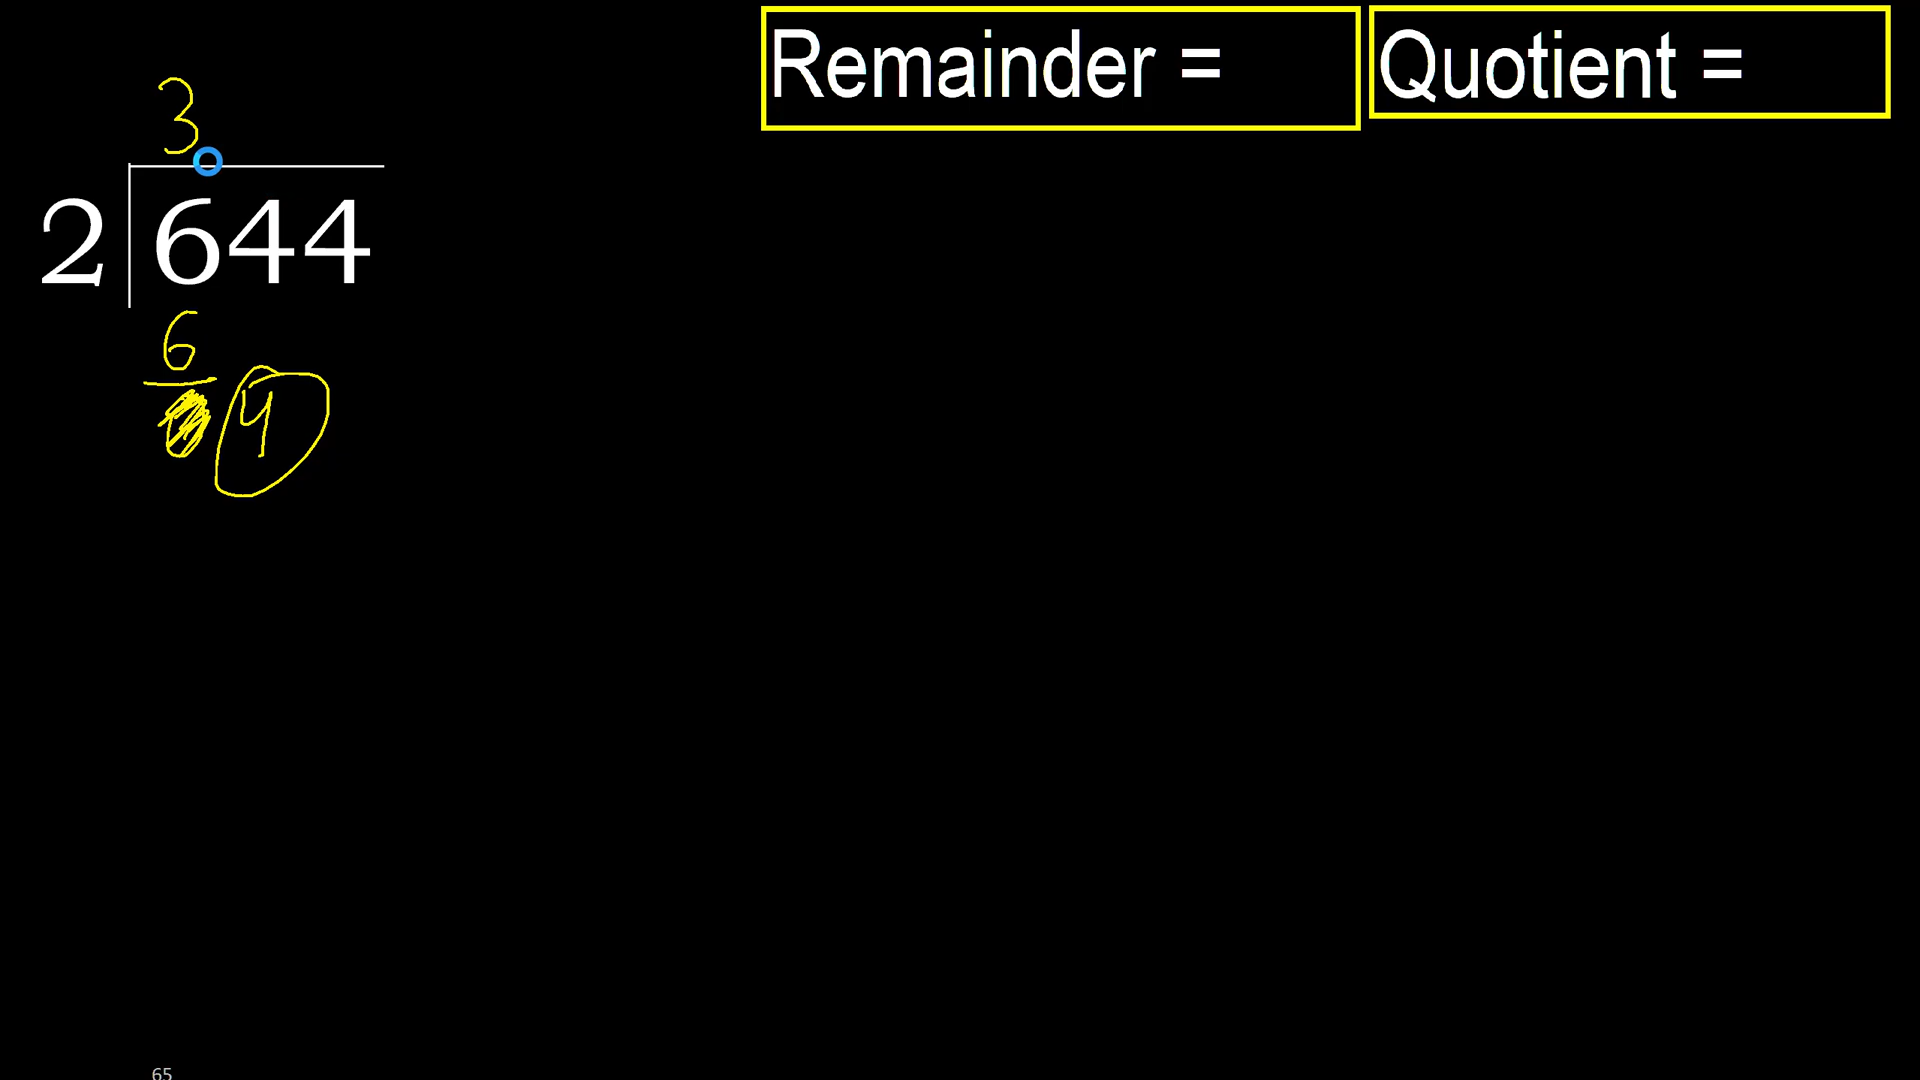 Remainder =
Quotient =
3
2 644
6
4
65